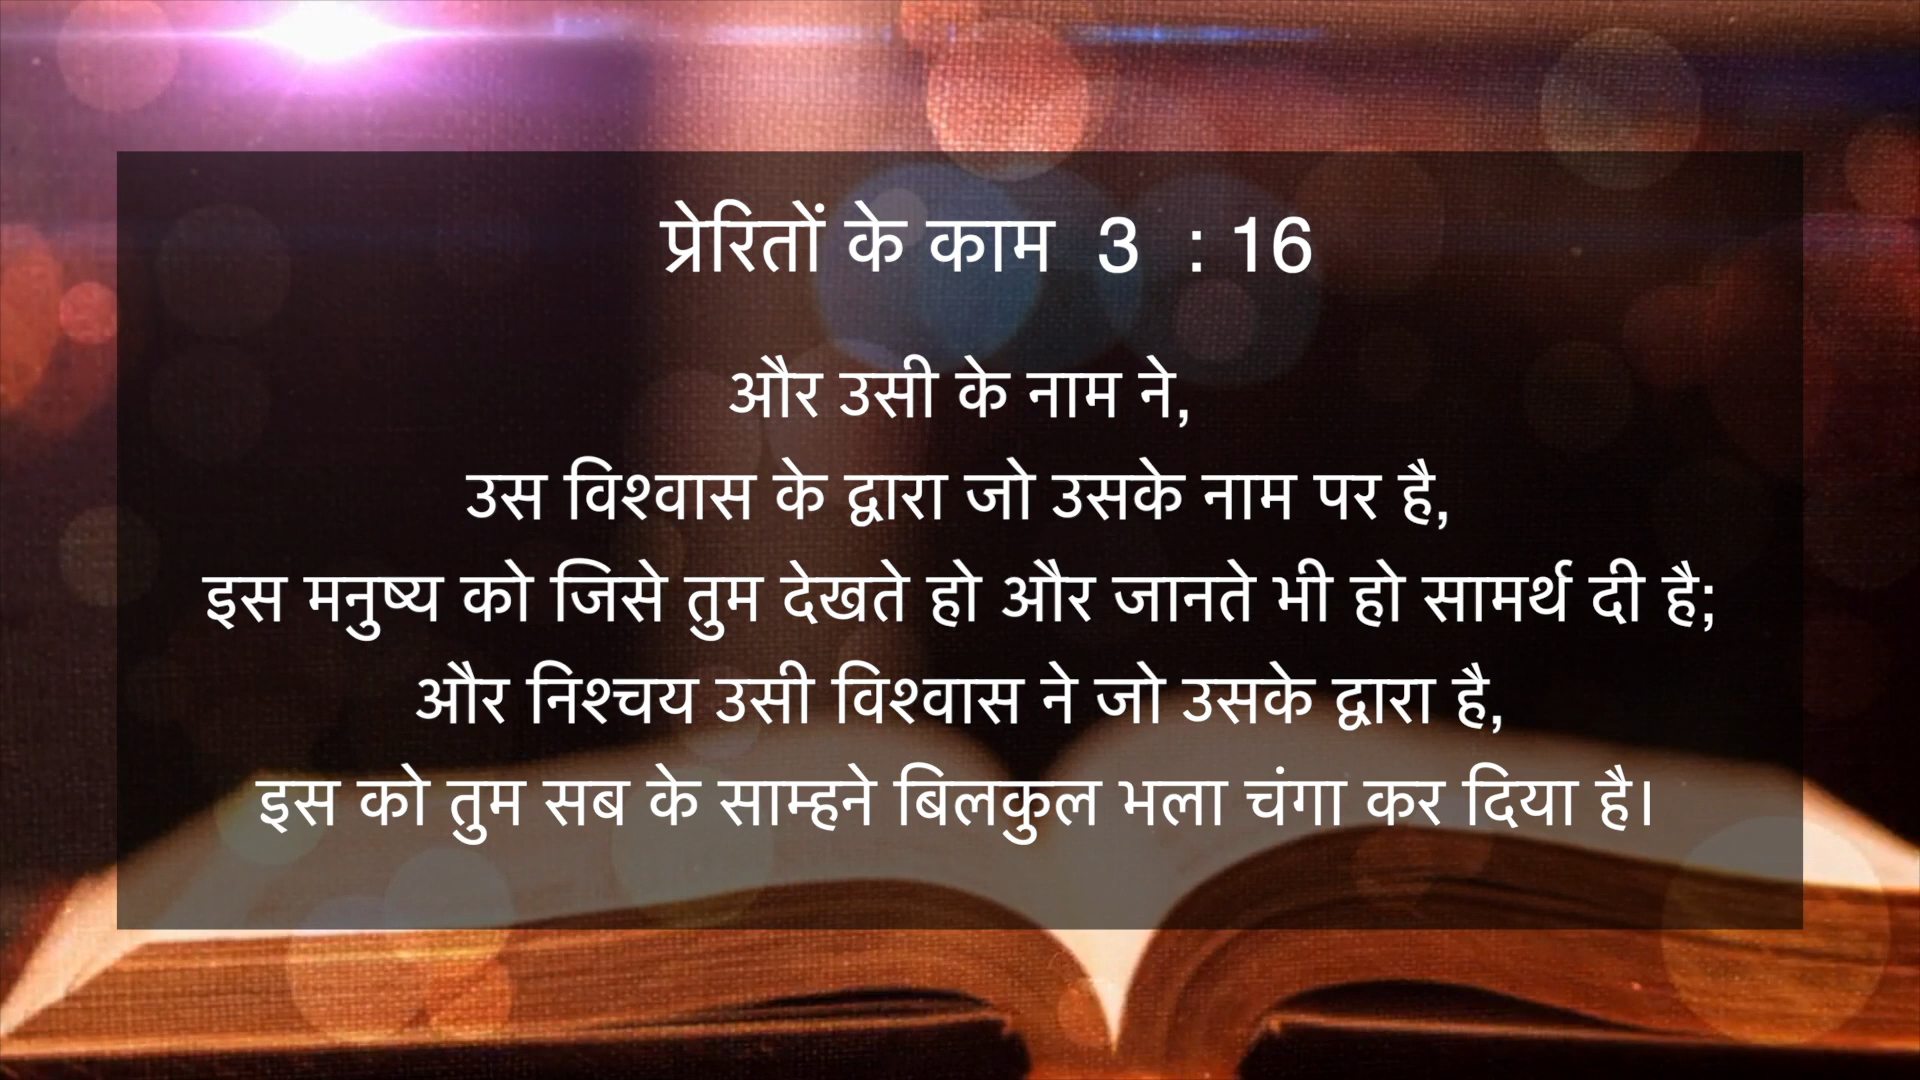 प्रेरितों के काम 3 : 16
और उसी के नाम ने,
उस विश्वास के द्वारा जो उसके नाम पर है,
इस मनुष्य को जिसे तुम देखते हो और जानते भी हो सामर्थ दी है;
और निश्चय उसी विश्वास ने जो उसके द्वारा है,
इस को तुम सब के साम्हने बिलकुल भला चंगा कर दिया है।